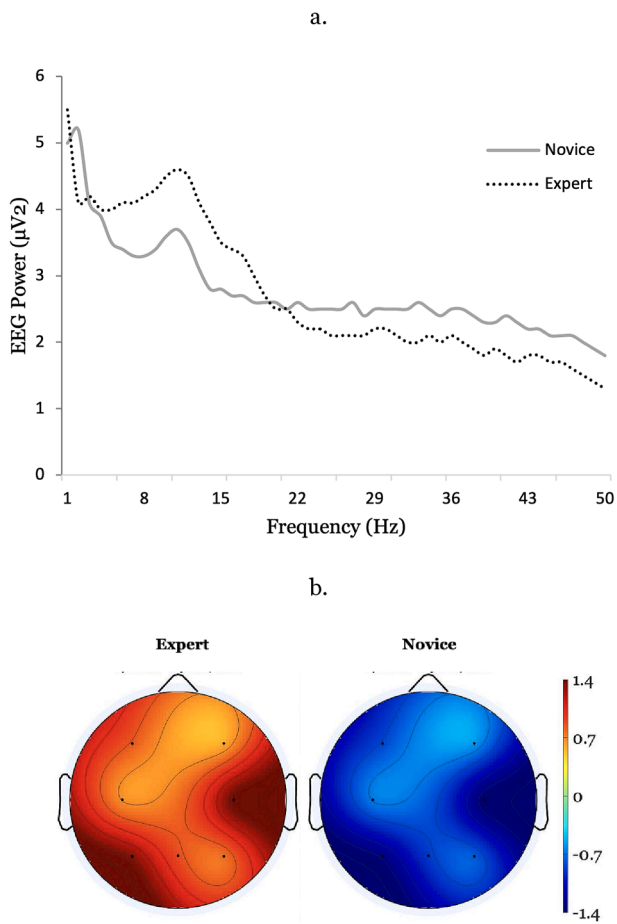 a.
6
5
4
3
2
1
0
EEG Power (µV2)
Novice
Expert
1 8 15 22 29 36 43 50
Frequency (Hz)
b.
Expert Novice
1.4
0.7
0
-0.7
-1.4